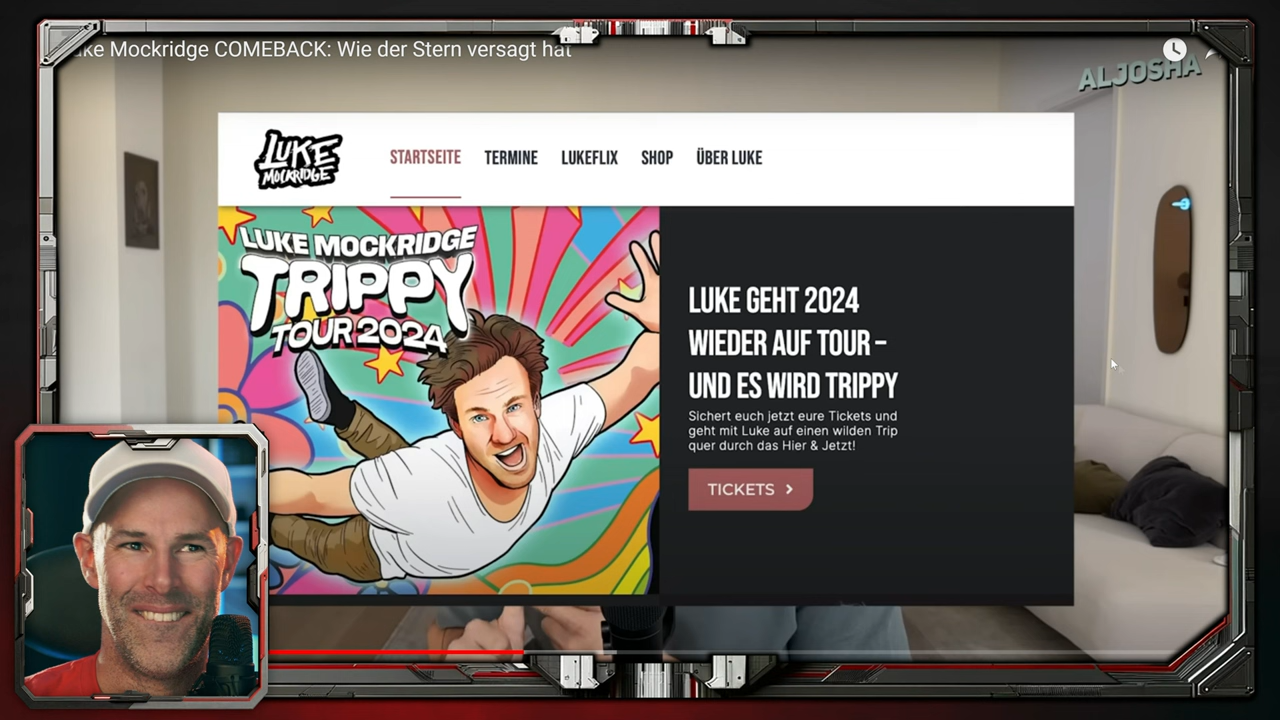 ke Mockridge COMEBACK: Wie der Stern versagt hat
ALJOSHA
LUKE
MOCKRIDGE
STARTSEITE
TERMINE
LUKEFLIX
SHOP
ÜBER LUKE
LUKE MOCKRIDGE
TRIPPY
TOUR 2024
LUKE GEHT 2024
WIEDER AUF TOUR –
UND ES WIRD TRIPPY
Sichert euch jetzt eure Tickets und
geht mit Luke auf einen wilden Trip
quer durch das Hier & Jetzt!
TICKETS